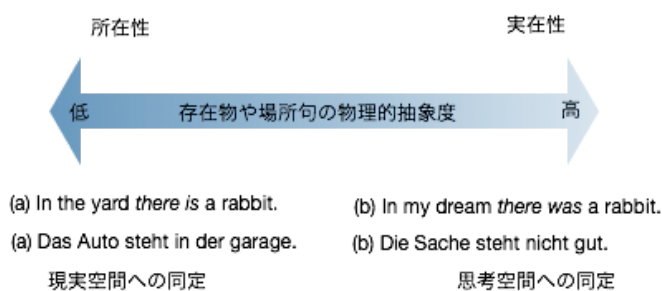 所在性 実在性
低 存在物や場所句の物理的抽象度 高
(a) In the yard there is a rabbit. (b) In my dream there was a rabbit.
(a) Das Auto steht in der garage. (b) Die Sache steht nicht gut.
現実空間への同定 思考空間への同定